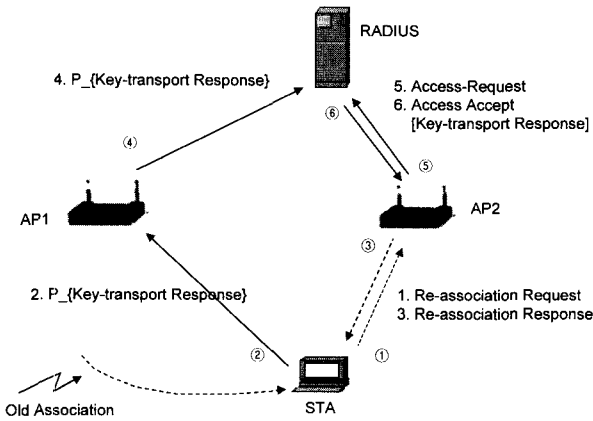 RADIUS
4. P_{Key-transport Response}
5. Access-Request
6. Access Accept
[Key-transport Response]
⑥
④
⑤
AP1
AP2
③
2. P_{Key-transport Response}
1. Re-association Request
3. Re-association Response
②
①
Old Association
STA